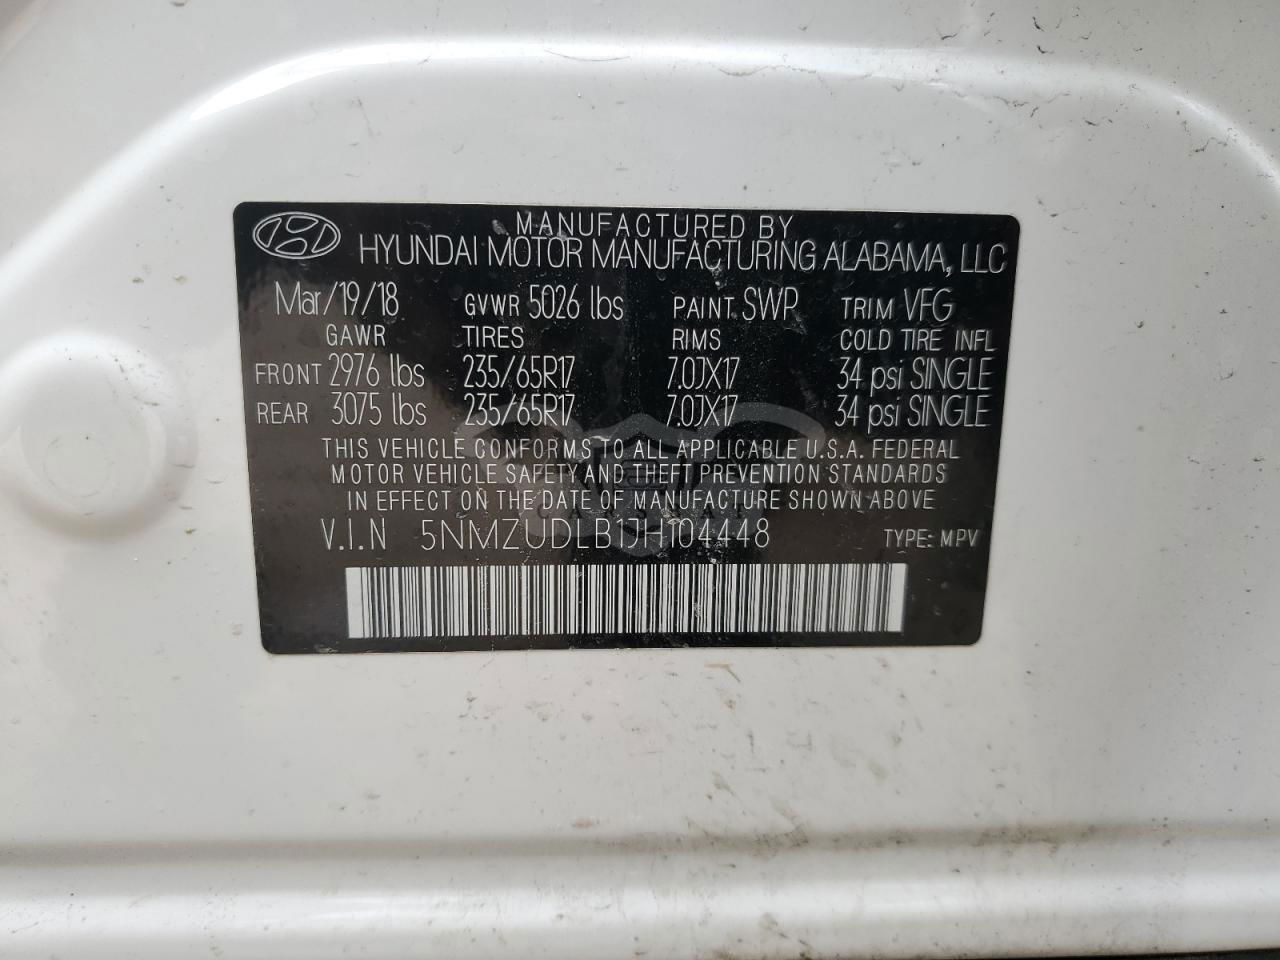 MANUFACTURED BY
HYUNDAI MOTOR MANUFACTURING ALABAMA, LLC
Mar/19/18 GVWR 5026 lbs PAINT SWP TRIM VFG
GAWR TIRES RIMS COLD TIRE INFL
FRONT 2976 lbs 235/65R17 7.0JX17 34 psi SINGLE
REAR 3075 lbs 235/65R17 7.0JX17 34 psi SINGLE
THIS VEHICLE CONFORMS TO ALL APPLICABLE U.S.A. FEDERAL
MOTOR VEHICLE SAFETY AND THEFT PREVENTION STANDARDS
IN EFFECT ON THE DATE OF MANUFACTURE SHOWN ABOVE
V.I.N 5NMZUDLB1JH104448 TYPE: MPV